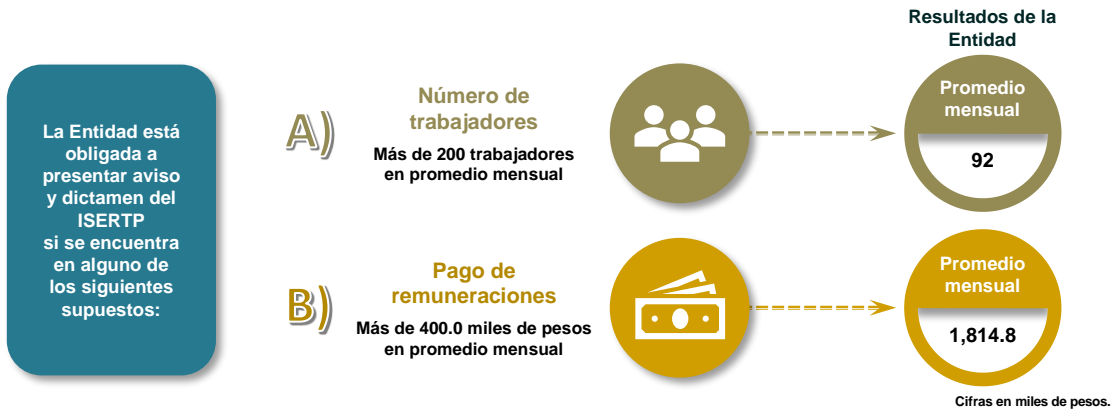 Resultados de la
Entidad
La Entidad está
obligada a
presentar aviso
y dictamen del
ISERTP
si se encuentra
en alguno de
los siguientes
supuestos:
A)
Número de
trabajadores
Más de 200 trabajadores
en promedio mensual
Promedio
mensual
92
B)
Pago de
remuneraciones
Más de 400.0 miles de pesos
en promedio mensual
Promedio
mensual
1,814.8
Cifras en miles de pesos.